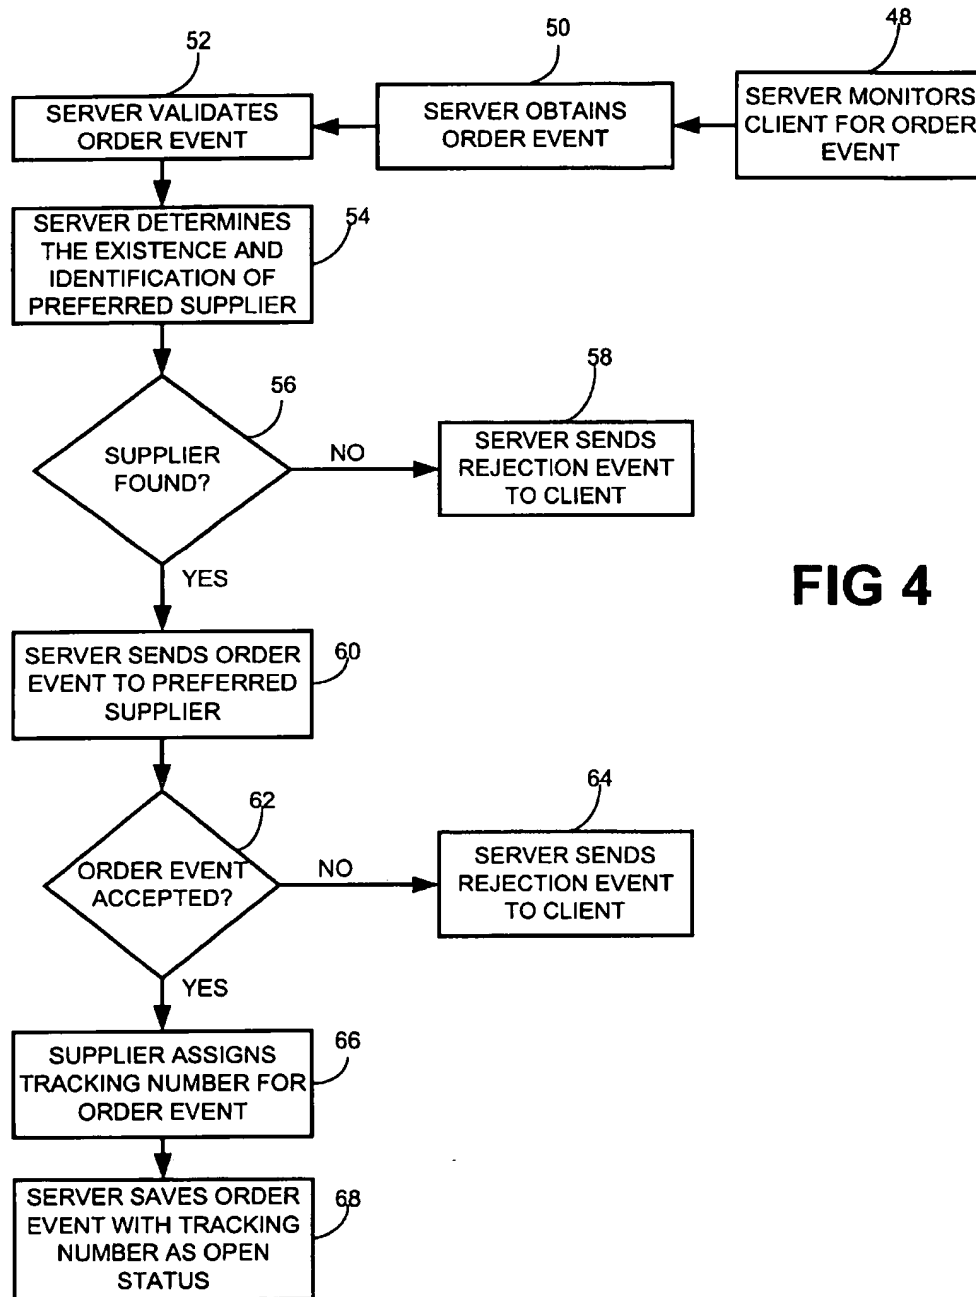 48
SERVER MONITORS
CLIENT FOR ORDER
EVENT
50
SERVER OBTAINS
ORDER EVENT
52
SERVER VALIDATES
ORDER EVENT
54
SERVER DETERMINES
THE EXISTENCE AND
IDENTIFICATION OF
PREFERRED SUPPLIER
56
SUPPLIER
FOUND?
NO
58
SERVER SENDS
REJECTION EVENT
TO CLIENT
YES
FIG 4
60
SERVER SENDS ORDER
EVENT TO PREFERRED
SUPPLIER
62
ORDER EVENT
ACCEPTED?
NO
64
SERVER SENDS
REJECTION EVENT
TO CLIENT
YES
66
SUPPLIER ASSIGNS
TRACKING NUMBER FOR
ORDER EVENT
68
SERVER SAVES ORDER
EVENT WITH TRACKING
NUMBER AS OPEN
STATUS